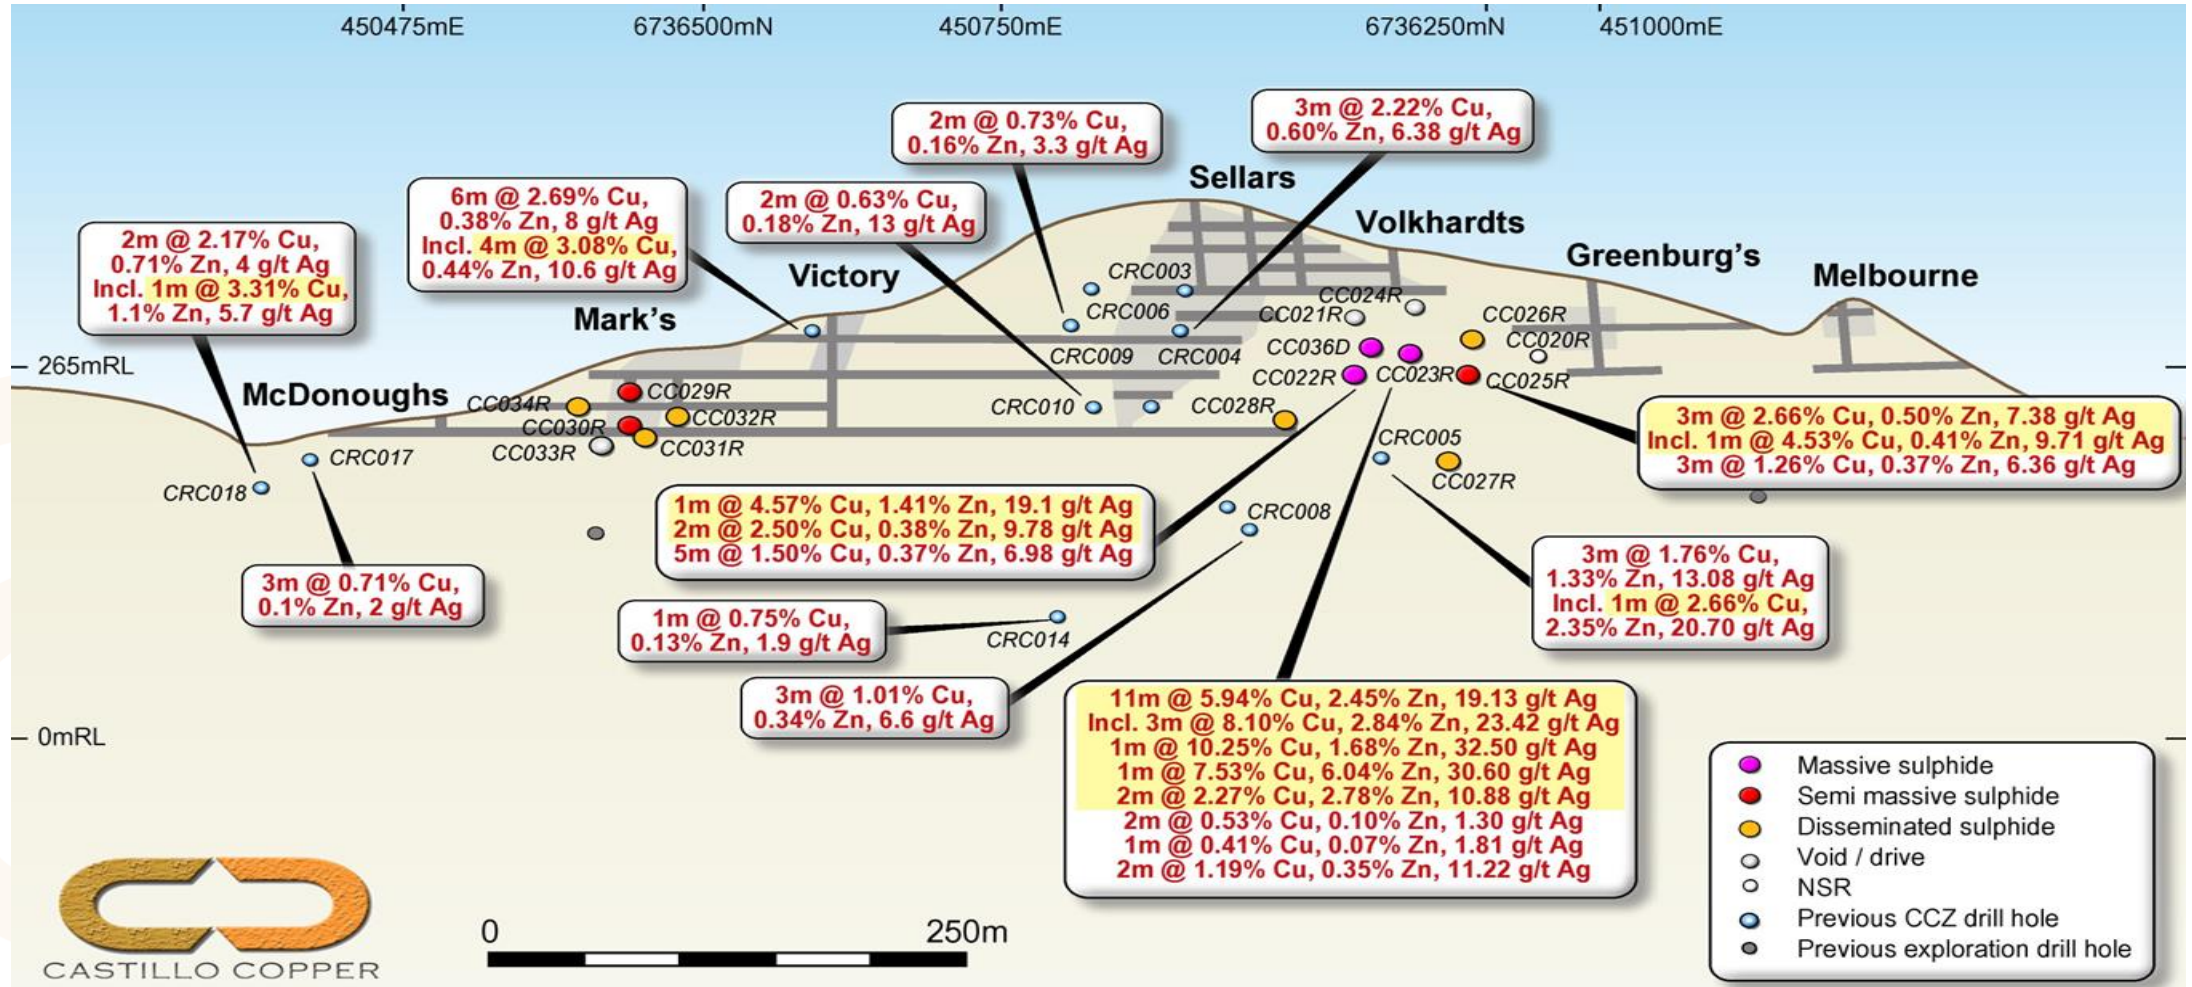 450475mE
6736500mN
450750mE
6736250mN
451000mE
2m @ 0.73% Cu,
0.16% Zn, 3.3 g/t Ag
3m @ 2.22% Cu,
0.60% Zn, 6.38 g/t Ag
6m @ 2.69% Cu,
0.38% Zn, 8 g/t Ag
Incl. 4m @ 3.08% Cu,
0.44% Zn, 10.6 g/t Ag
2m @ 0.63% Cu,
0.18% Zn, 13 g/t Ag
2m @ 2.17% Cu,
0.71% Zn, 4 g/t Ag
Incl. 1m @ 3.31% Cu,
1.1% Zn, 5.7 g/t Ag
Sellars
Volkhardts
Greenburg's
Melbourne
Victory
Mark's
McDonoughs
265mRL
CRC003
CRC006
CRC009
CRC004
CC024R
CC021R
CC026R
CC020R
CC036D
CC022R
CC023R
CC025R
CC029R
CC034R
CC032R
CC030R
CC031R
CC033R
CRC010
CC028R
CRC005
CC027R
CRC017
CRC018
CRC008
3m @ 2.66% Cu, 0.50% Zn, 7.38 g/t Ag
Incl. 1m @ 4.53% Cu, 0.41% Zn, 9.71 g/t Ag
3m @ 1.26% Cu, 0.37% Zn, 6.36 g/t Ag
1m @ 4.57% Cu, 1.41% Zn, 19.1 g/t Ag
2m @ 2.50% Cu, 0.38% Zn, 9.78 g/t Ag
5m @ 1.50% Cu, 0.37% Zn, 6.98 g/t Ag
3m @ 0.71% Cu,
0.1% Zn, 2 g/t Ag
3m @ 1.76% Cu,
1.33% Zn, 13.08 g/t Ag
Incl. 1m @ 2.66% Cu,
2.35% Zn, 20.70 g/t Ag
1m @ 0.75% Cu,
0.13% Zn, 1.9 g/t Ag
CRC014
3m @ 1.01% Cu,
0.34% Zn, 6.6 g/t Ag
11m @ 5.94% Cu, 2.45% Zn, 19.13 g/t Ag
Incl. 3m @ 8.10% Cu, 2.84% Zn, 23.42 g/t Ag
1m @ 10.25% Cu, 1.68% Zn, 32.50 g/t Ag
1m @ 7.53% Cu, 6.04% Zn, 30.60 g/t Ag
2m @ 2.27% Cu, 2.78% Zn, 10.88 g/t Ag
2m @ 0.53% Cu, 0.10% Zn, 1.30 g/t Ag
1m @ 0.41% Cu, 0.07% Zn, 1.81 g/t Ag
2m @ 1.19% Cu, 0.35% Zn, 11.22 g/t Ag
0mRL
Massive sulphide
Semi massive sulphide
Disseminated sulphide
Void / drive
NSR
Previous CCZ drill hole
Previous exploration drill hole
0
250m
CASTILLO COPPER